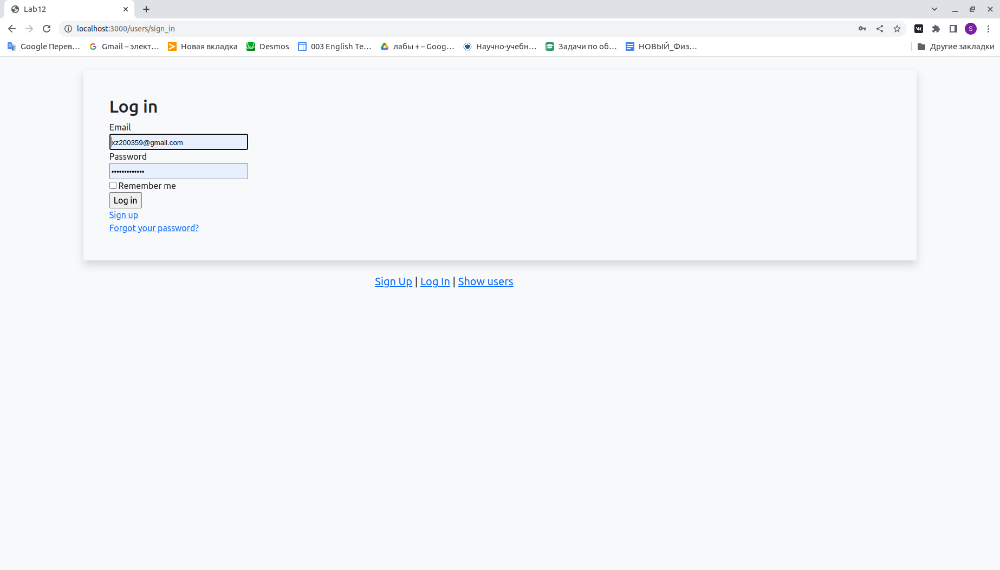 Lab12
localhost:3000/users/sign_in
S
Google Перев… Gmail – элект… Новая вкладка Desmos 003 English Te… лабы + – Goog… Научно-учебн… Задачи по об… НОВЫЙ_Физ… Другие закладки
Log in
Email
xz200359@gmail.com
Password
•••••••••••••
Remember me
Log in
Sign up
Forgot your password?
Sign Up | Log In | Show users